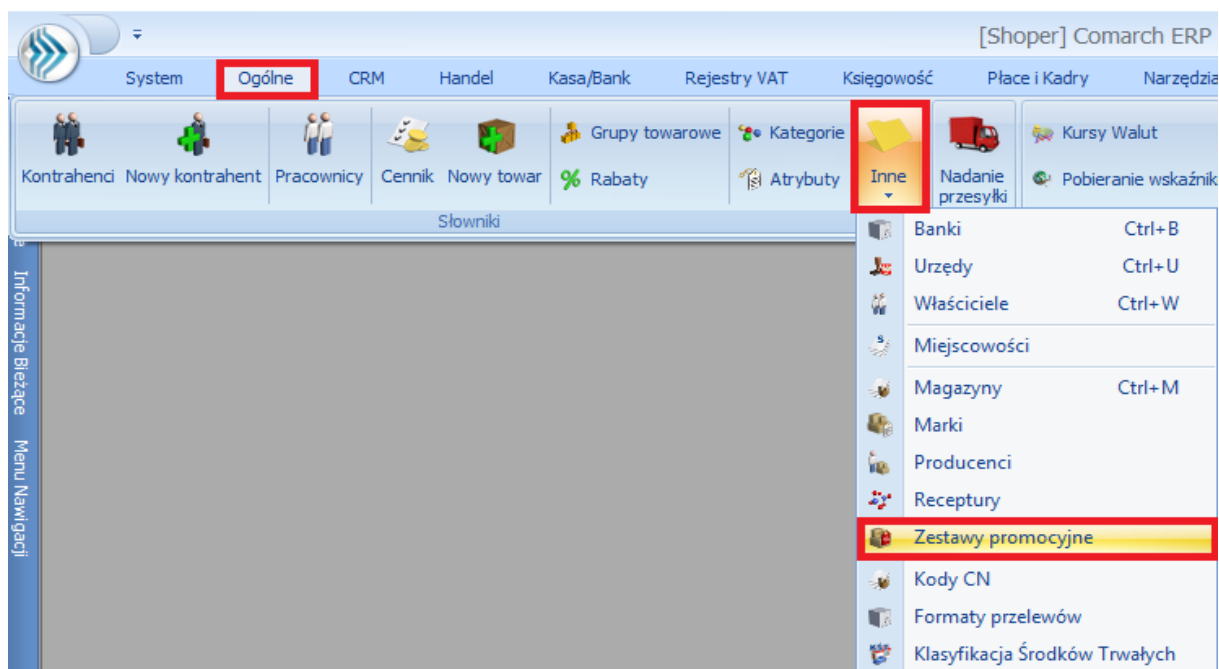 [Shoper] Comarch ERP
System Ogólne CRM Handel Kasa/Bank Rejestry VAT Księgowość Płace i Kadry Narzędzia
Kontrahenci Nowy kontrahent Pracownicy Cennik Nowy towar
Grupy towarowe
Rabaty
Kategorie
Atrybuty
Inne
Nadanie
przesyłki
Kursy Walut
Pobieranie wskaźnik
Słowniki
Informacje Bieżące
Menu Nawigacji
Banki Ctrl+B
Urzędy Ctrl+U
Właściciele Ctrl+W
Miejscowości
Magazyny Ctrl+M
Marki
Producenci
Receptury
Zestawy promocyjne
Kody CN
Formaty przelewów
Klasyfikacja Środków Trwałych